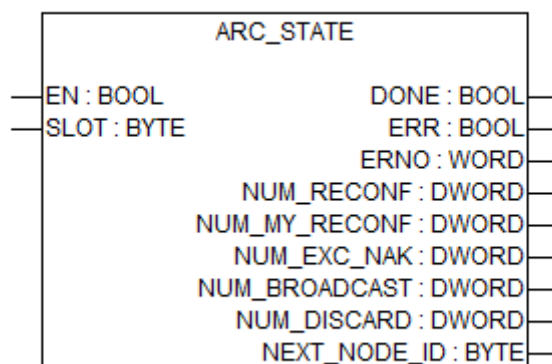 ARC_STATE
EN : BOOL DONE : BOOL
SLOT : BYTE ERR : BOOL
ERNO : WORD
NUM_RECONF : DWORD
NUM_MY_RECONF : DWORD
NUM_EXC_NAK : DWORD
NUM_BROADCAST : DWORD
NUM_DISCARD : DWORD
NEXT_NODE_ID : BYTE